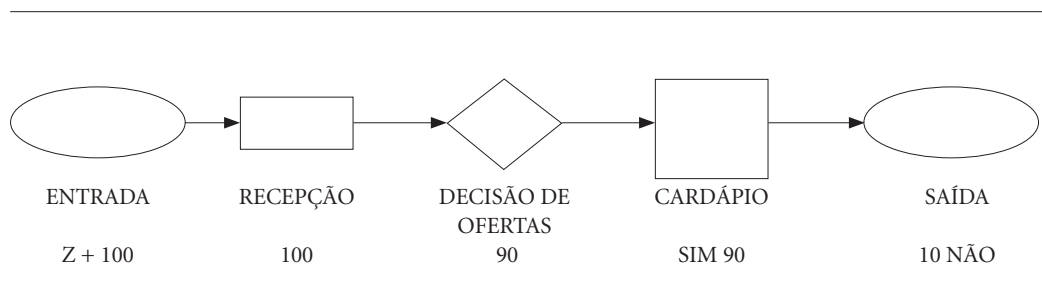 ENTRADA
RECEPÇÃO
DECISÃO DE
OFERTAS
CARDÁPIO
SAÍDA
Z + 100
100
90
SIM 90
10 NÃO